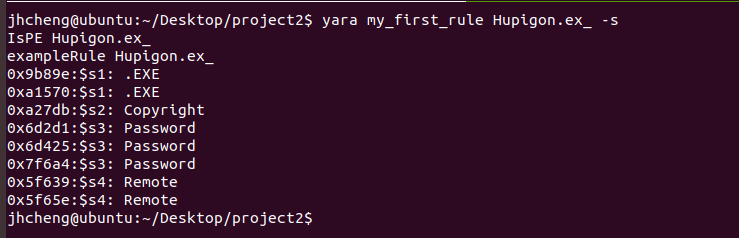 jhcheng@ubuntu:~/Desktop/project2$ yara my_first_rule Hupigon.ex_ -s
IsPE Hupigon.ex_
exampleRule Hupigon.ex_
0x9b89e:$s1: .EXE
0xa1570:$s1: .EXE
0xa27db:$s2: Copyright
0x6d2d1:$s3: Password
0x6d425:$s3: Password
0x7f6a4:$s3: Password
0x5f639:$s4: Remote
0x5f65e:$s4: Remote
jhcheng@ubuntu:~/Desktop/project2$